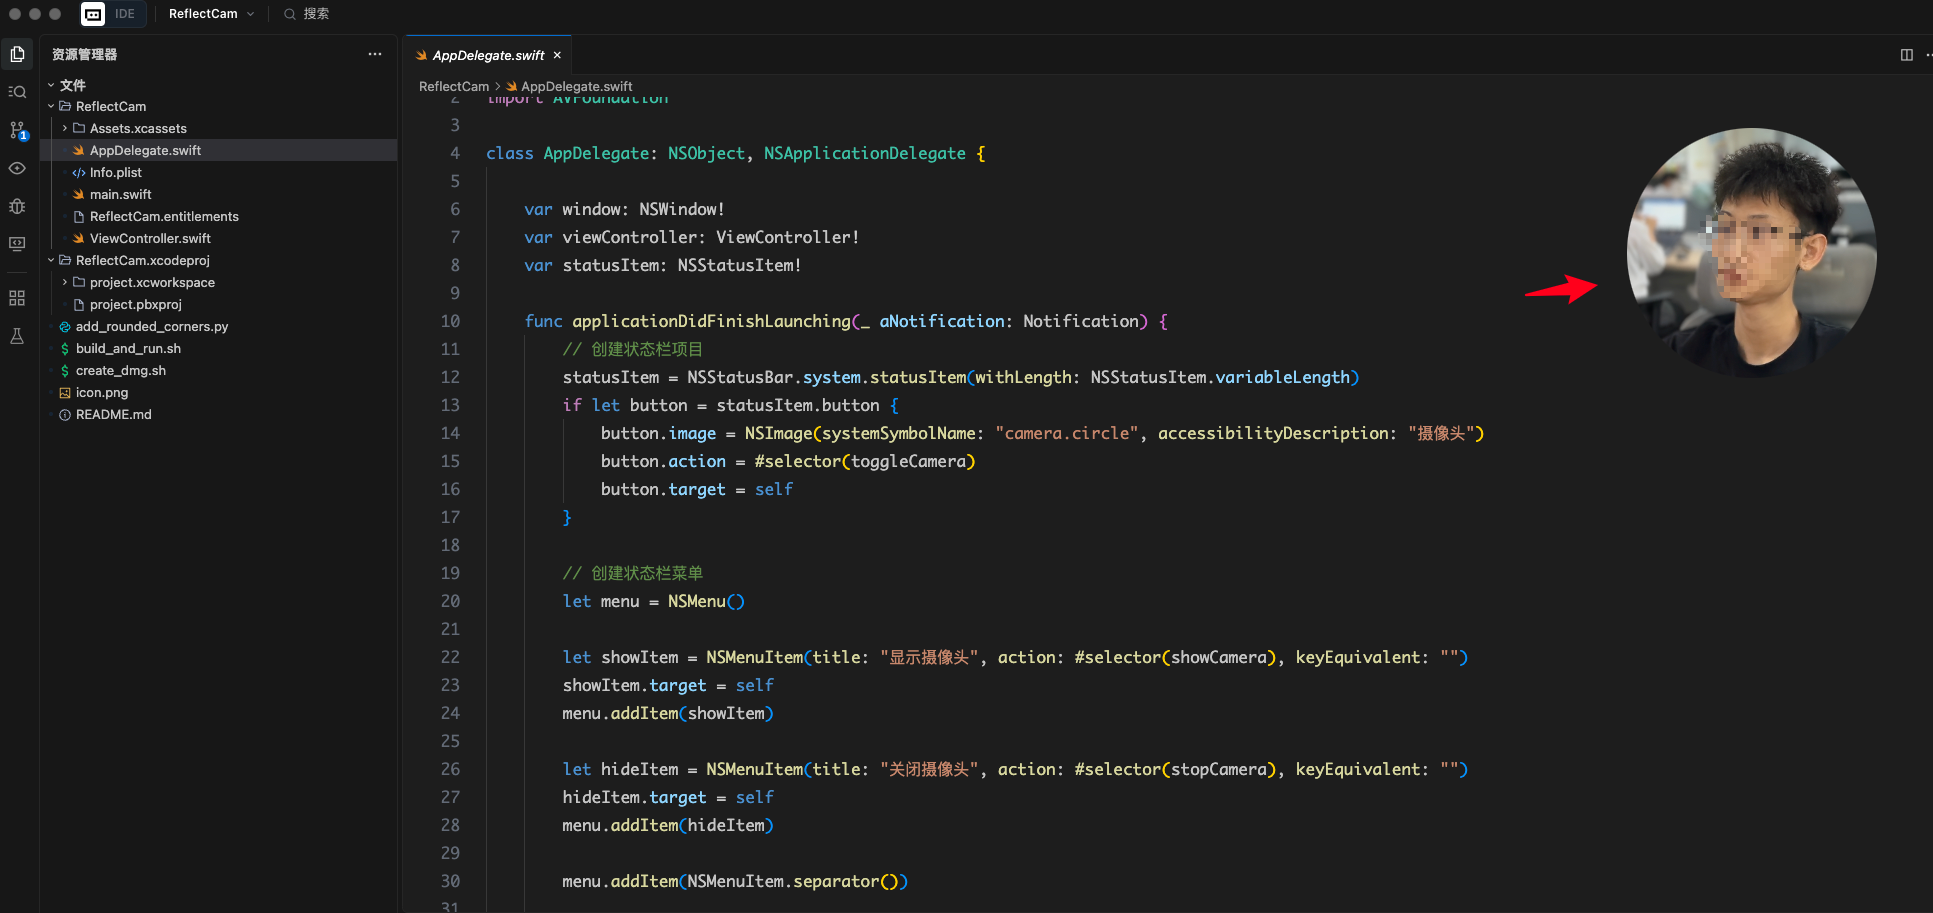 IDE
ReflectCam
搜索
资源管理器
文件
ReflectCam
Assets.xcassets
AppDelegate.swift
Info.plist
main.swift
ReflectCam.entitlements
ViewController.swift
ReflectCam.xcodeproj
project.xcworkspace
project.pbxproj
add_rounded_corners.py
build_and_run.sh
create_dmg.sh
icon.png
README.md
1
AppDelegate.swift
ReflectCam > AppDelegate.swift
2 import AVFoundation
3
4 class AppDelegate: NSObject, NSApplicationDelegate {
5
6 var window: NSWindow!
7 var viewController: ViewController!
8 var statusItem: NSStatusItem!
9
10 func applicationDidFinishLaunching(_ aNotification: Notification) {
11 // 创建状态栏项目
12 statusItem = NSStatusBar.system.statusItem(withLength: NSStatusItem.variableLength)
13 if let button = statusItem.button {
14 button.image = NSImage(systemSymbolName: "camera.circle", accessibilityDescription: "摄像头")
15 button.action = #selector(toggleCamera)
16 button.target = self
17 }
18
19 // 创建状态栏菜单
20 let menu = NSMenu()
21
22 let showItem = NSMenuItem(title: "显示摄像头", action: #selector(showCamera), keyEquivalent: "")
23 showItem.target = self
24 menu.addItem(showItem)
25
26 let hideItem = NSMenuItem(title: "关闭摄像头", action: #selector(stopCamera), keyEquivalent: "")
27 hideItem.target = self
28 menu.addItem(hideItem)
29
30 menu.addItem(NSMenuItem.separator())
31